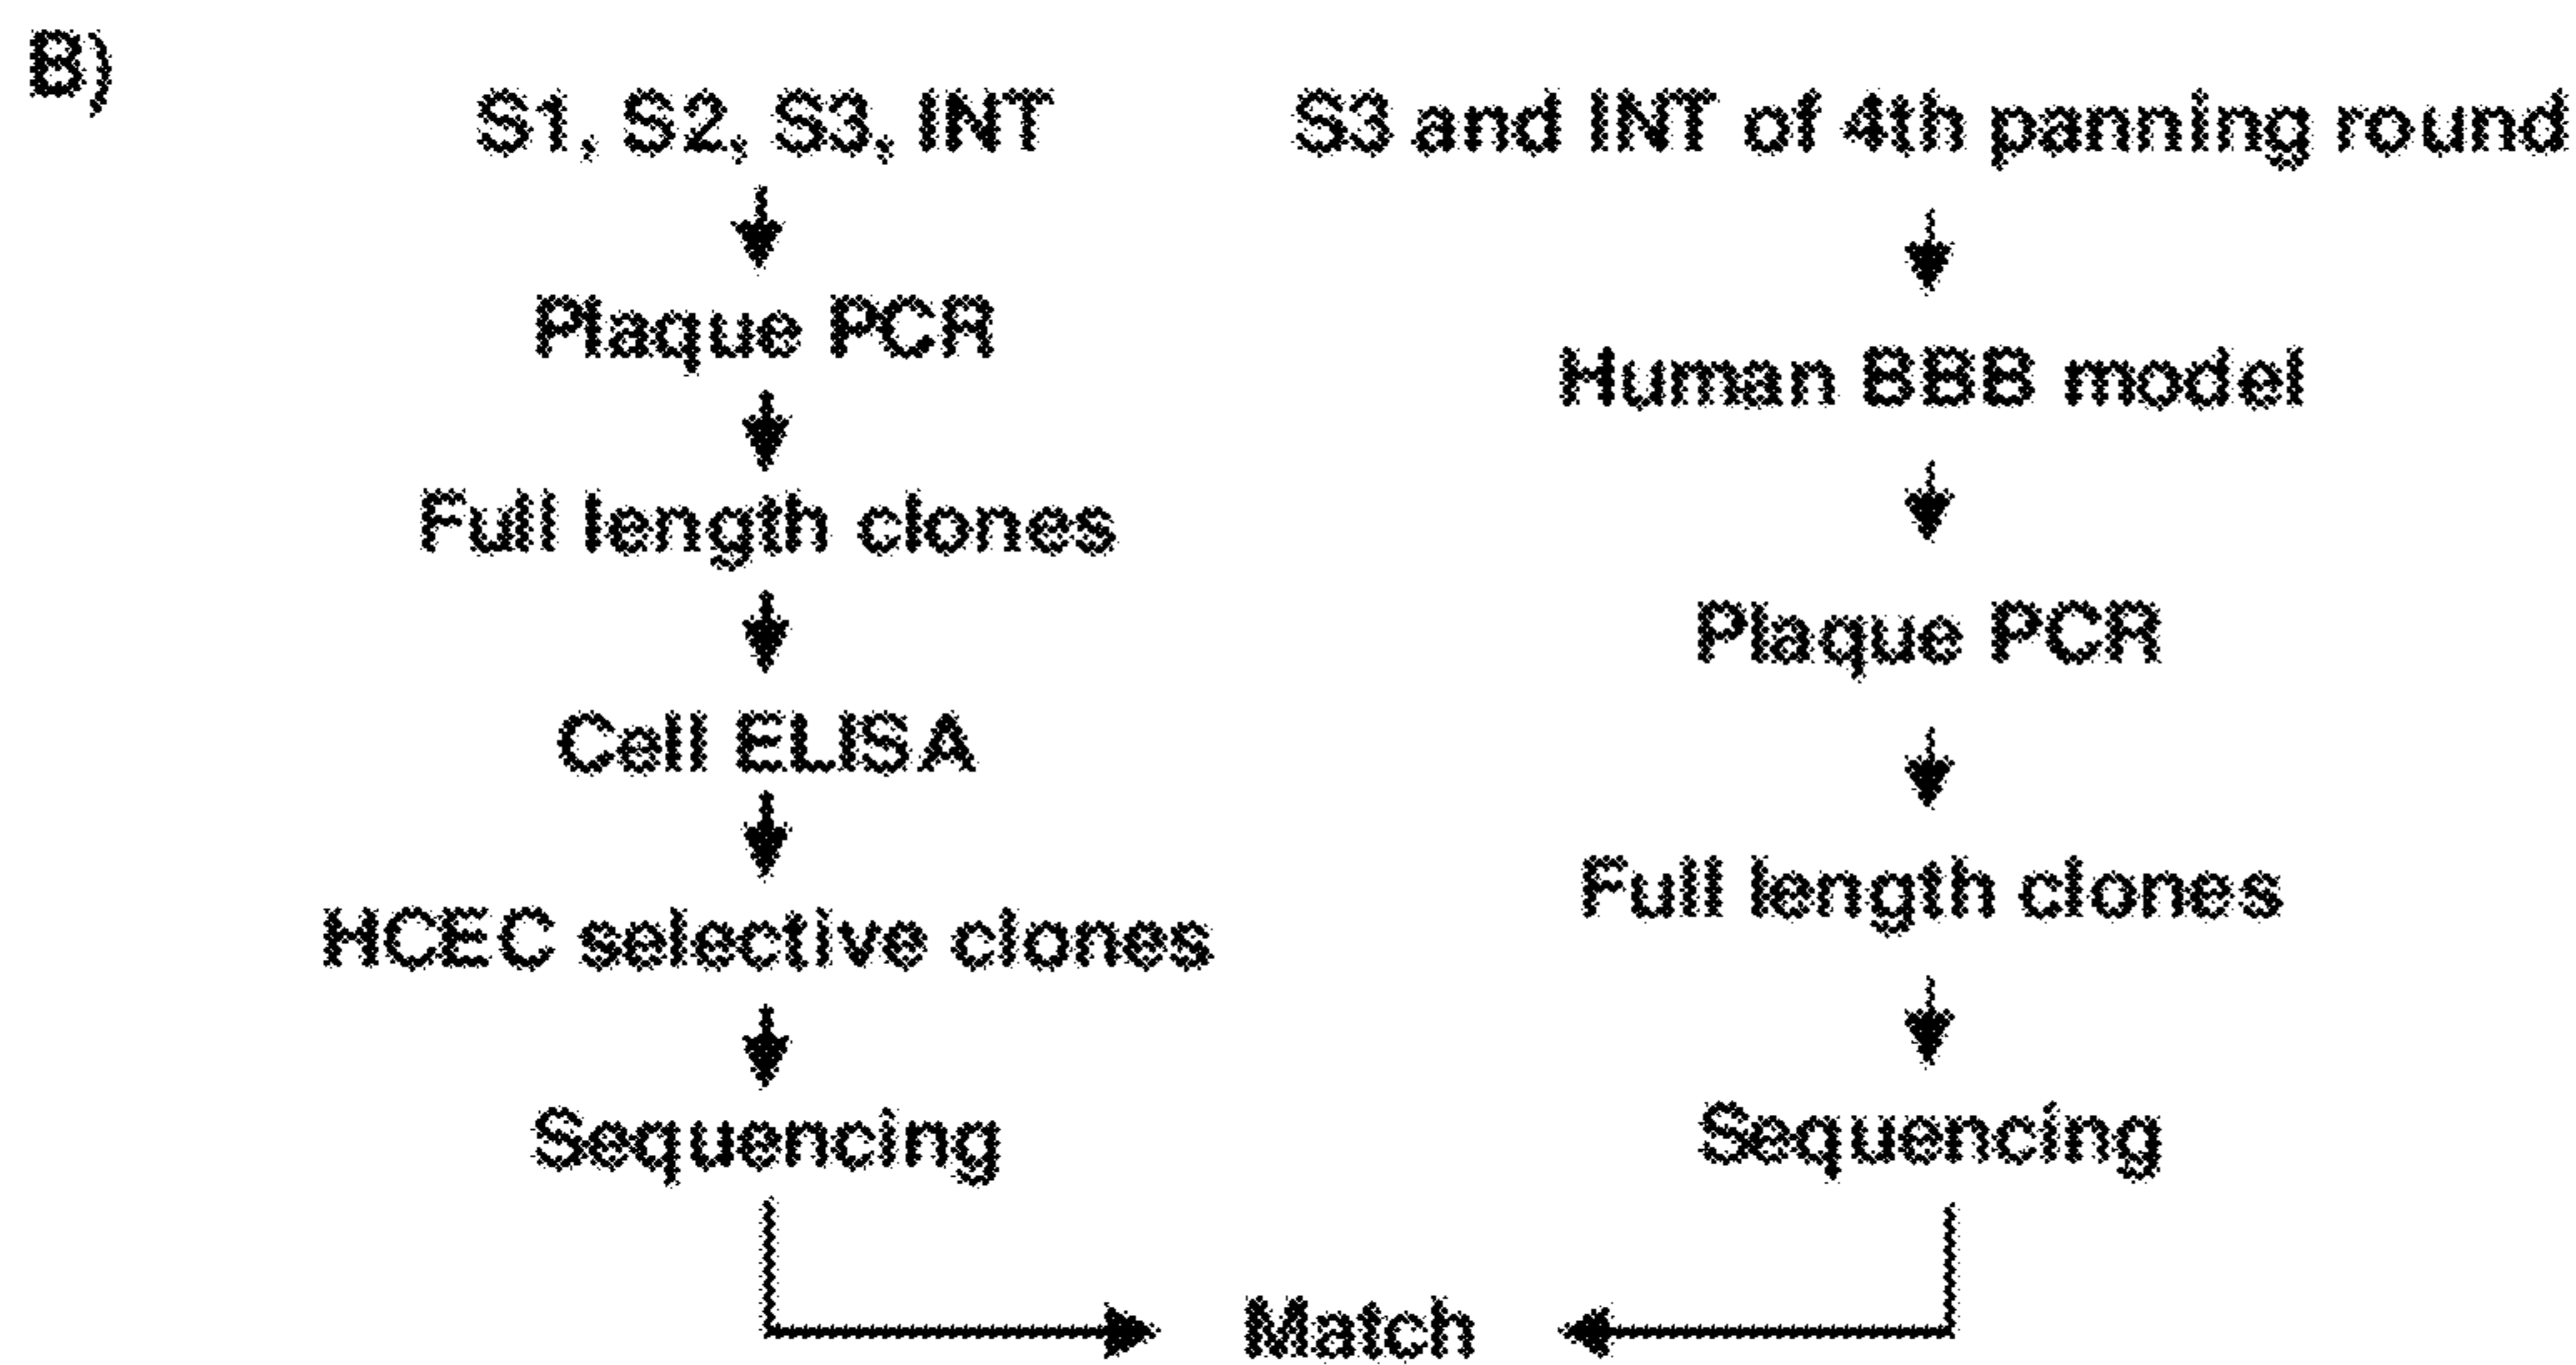 B)
S1, S2, S3, INT
Plaque PCR
Full length clones
Cell ELISA
HCEC selective clones
Sequencing
S3 and INT of 4th panning round
Human BBB model
Plaque PCR
Full length clones
Sequencing
Match